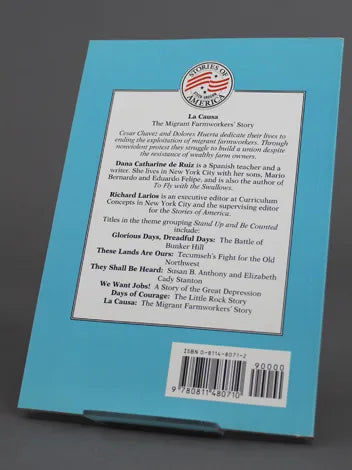 STORIES OF
STECK-VAUGHN
AMERICA
La Causa
The Migrant Farmworkers' Story
Cesar Chavez and Dolores Huerta dedicate their lives to
ending the exploitation of migrant farmworkers. Through
nonviolent protest they struggle to build a union despite
the resistance of wealthy farm owners.
Dana Catharine de Ruiz is a Spanish teacher and a
writer. She lives in New York City with her sons, Mario
Bernardo and Eduardo Felipe, and is also the author of
To Fly with the Swallows.
Richard Larios is an executive editor at Curriculum
Concepts in New York City and the supervising editor
for the Stories of America.
Titles in the theme grouping Stand Up and Be Counted
include:
Glorious Days, Dreadful Days: The Battle of
Bunker Hill
These Lands Are Ours: Tecumseh's Fight for the Old
Northwest
They Shall Be Heard: Susan B. Anthony and Elizabeth
Cady Stanton
We Want Jobs! A Story of the Great Depression
Days of Courage: The Little Rock Story
La Causa: The Migrant Farmworkers' Story
ISBN 0-8114-8071-2
90000
9 780811 480710